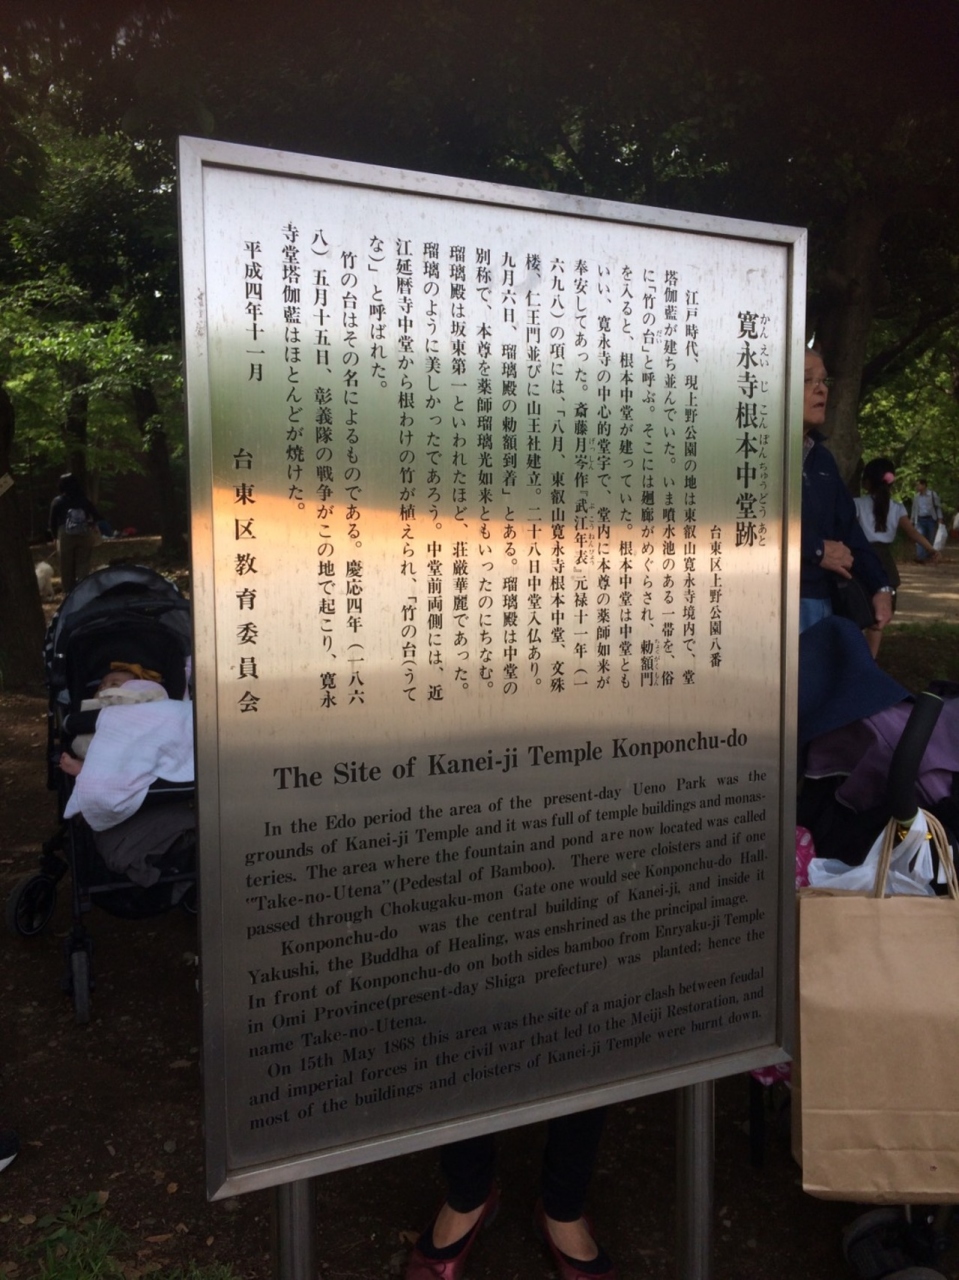 寛永寺根本中堂跡
かんえいじこんぽんちゅうどうあと
台東区上野公園八番
江戸時代、現上野公園の地は東叡山寛永寺境内で、堂
塔伽藍が建ち並んでいた。いま噴水池のある一帯を、俗
に「竹の台」と呼ぶ。そこには廻廊がめぐらされ、勅額門
を入ると、根本中堂が建っていた。根本中堂は中堂とも
いい、寛永寺の中心的堂宇で、堂内に本尊の薬師如来が
奉安してあった。斎藤月岑作『武江年表』元禄十一年（一
六九八）の項には、「八月、東叡山寛永寺根本中堂、文殊
楼、仁王門並びに山王社建立。二十八日中堂入仏あり。
九月六日、瑠璃殿の勅額到着」とある。瑠璃殿は中堂の
別称で、本尊を薬師瑠璃光如来ともいったのにちなむ。
瑠璃殿は坂東第一といわれたほど、荘厳華麗であった。
瑠璃のように美しかったであろう。中堂前両側には、近
江延暦寺中堂から根わけの竹が植えられ、「竹の台（うて
な）」と呼ばれた。
竹の台はその名によるものである。慶応四年（一八六
八）五月十五日、彰義隊の戦争がこの地で起こり、寛永
寺堂塔伽藍はほとんどが焼けた。
平成四年十一月
台東区教育委員会
The Site of Kanei-ji Temple Konponchu-do
In the Edo period the area of the present-day Ueno Park was the
grounds of Kanei-ji Temple and it was full of temple buildings and monas-
teries. The area where the fountain and pond are now located was called
"Take-no-Utena"(Pedestal of Bamboo). There were cloisters and if one
passed through Chokugaku-mon Gate one would see Konponchu-do Hall.
Konponchu-do was the central building of Kanei-ji, and inside it
Yakushi, the Buddha of Healing, was enshrined as the principal image.
In front of Konponchu-do on both sides bamboo from Enryaku-ji Temple
in Omi Province(present-day Shiga prefecture) was planted; hence the
name Take-no-Utena.
On 15th May 1868 this area was the site of a major clash between feudal
and imperial forces in the civil war that led to the Meiji Restoration, and
most of the buildings and cloisters of Kanei-ji Temple were burnt down.